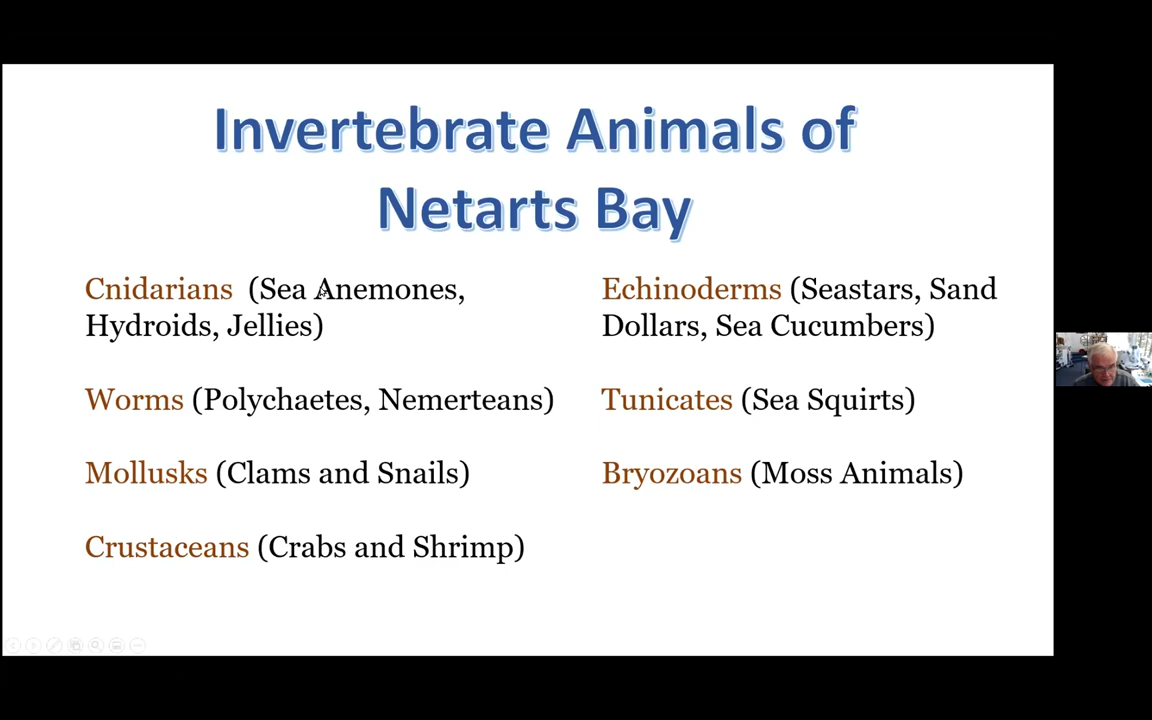 Invertebrate Animals of
Netarts Bay
Cnidarians (Sea Anemones,
Hydroids, Jellies)
Worms (Polychaetes, Nemerteans)
Mollusks (Clams and Snails)
Crustaceans (Crabs and Shrimp)
Echinoderms (Seastars, Sand
Dollars, Sea Cucumbers)
Tunicates (Sea Squirts)
Bryozoans (Moss Animals)